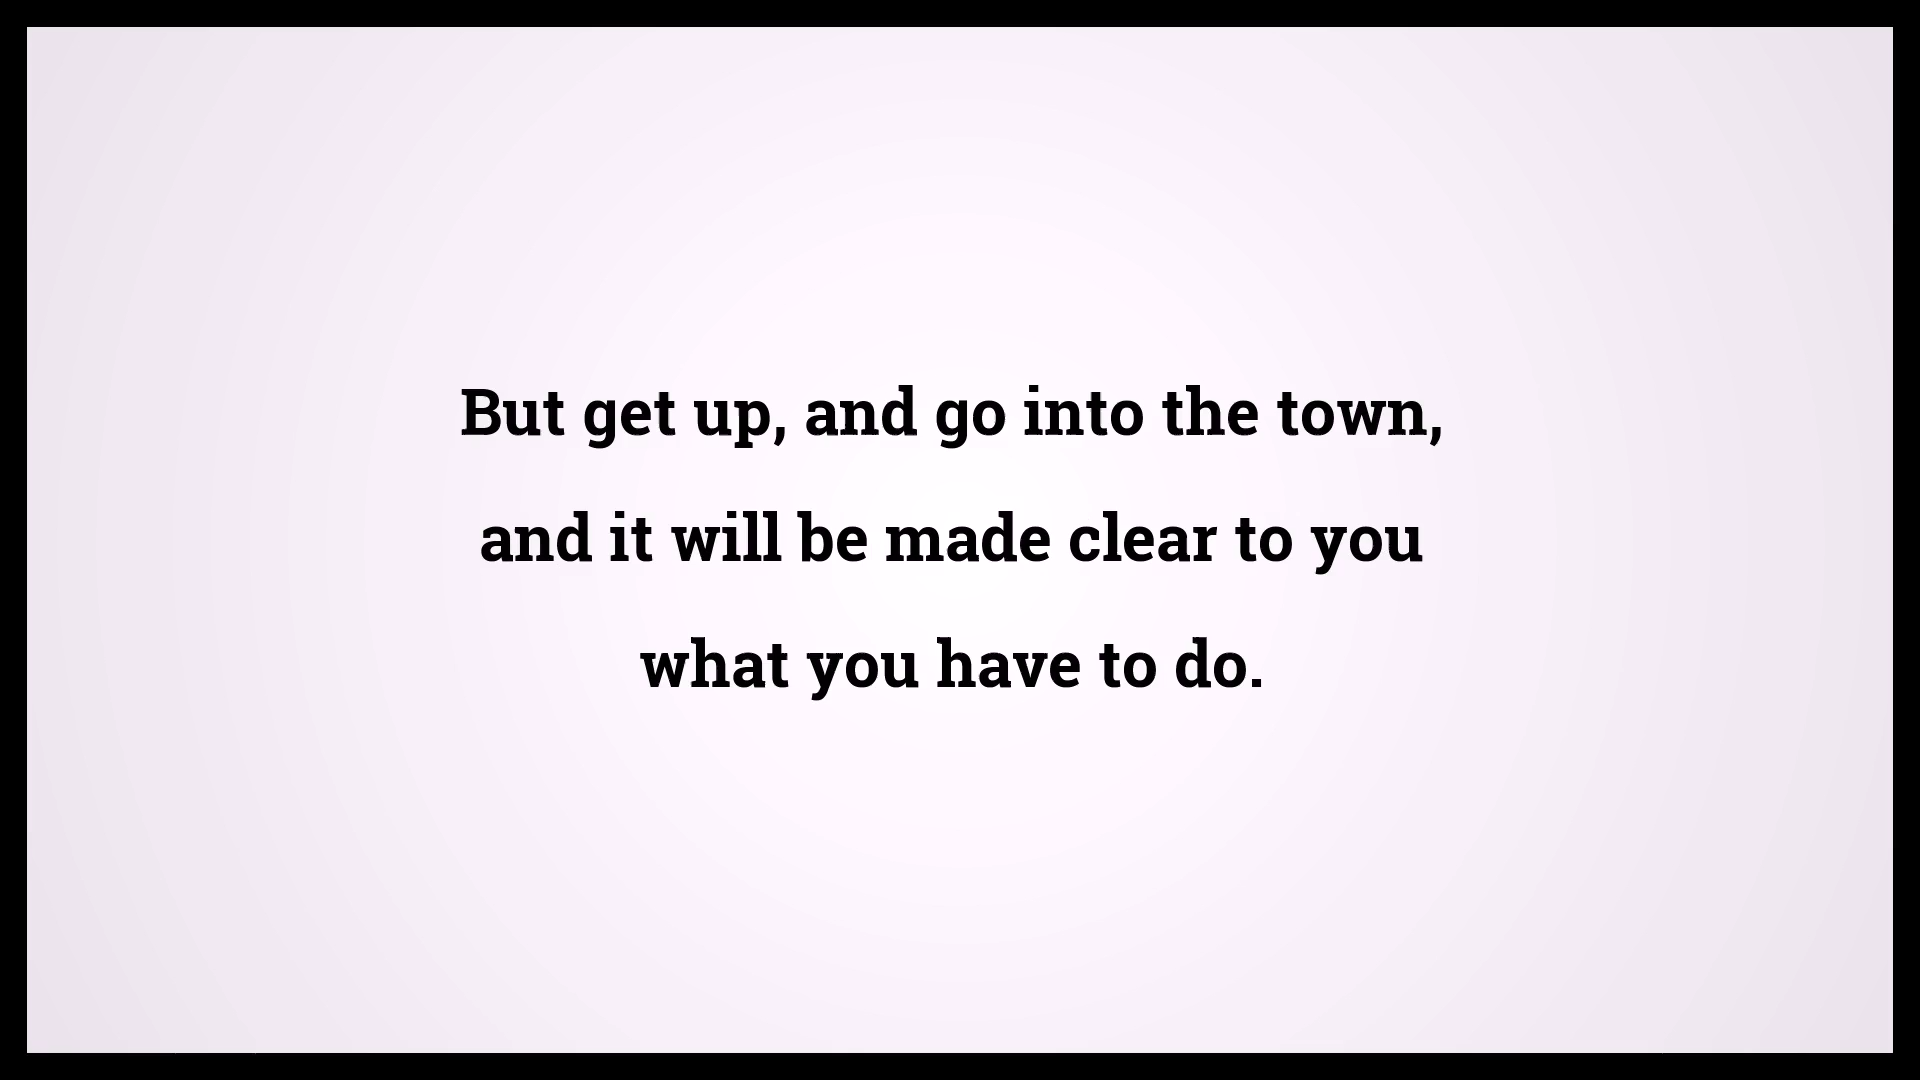 But get up, and go into the town,
and it will be made clear to you
what you have to do.